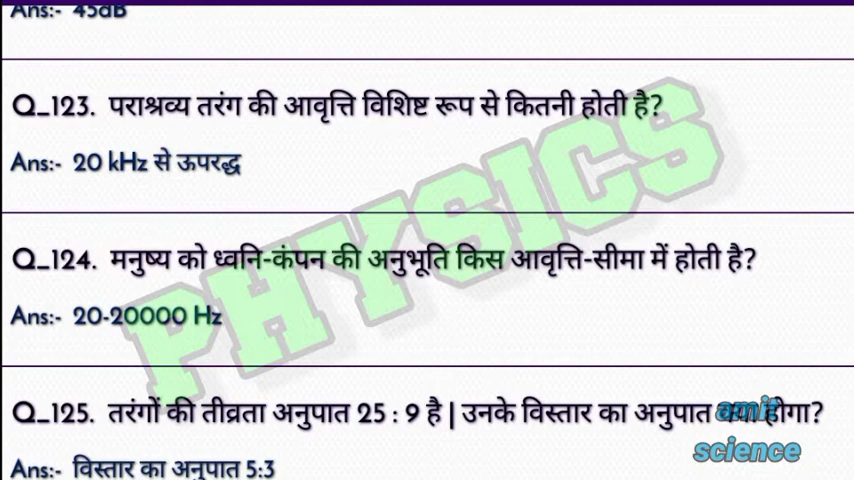 Ans:- 45dB
Q_123. पराश्रव्य तरंग की आवृत्ति विशिष्ट रूप से कितनी होती है?
Ans:- 20 kHz से ऊपरद्ध
Q_124. मनुष्य को ध्वनि-कंपन की अनुभूति किस आवृत्ति-सीमा में होती है?
Ans:- 20-20000 Hz
Q_125. तरंगों की तीव्रता अनुपात 25 : 9 है | उनके विस्तार का अनुपात होगा?
Ans:- विस्तार का अनुपात 5:3
PHYSICS
amit
science